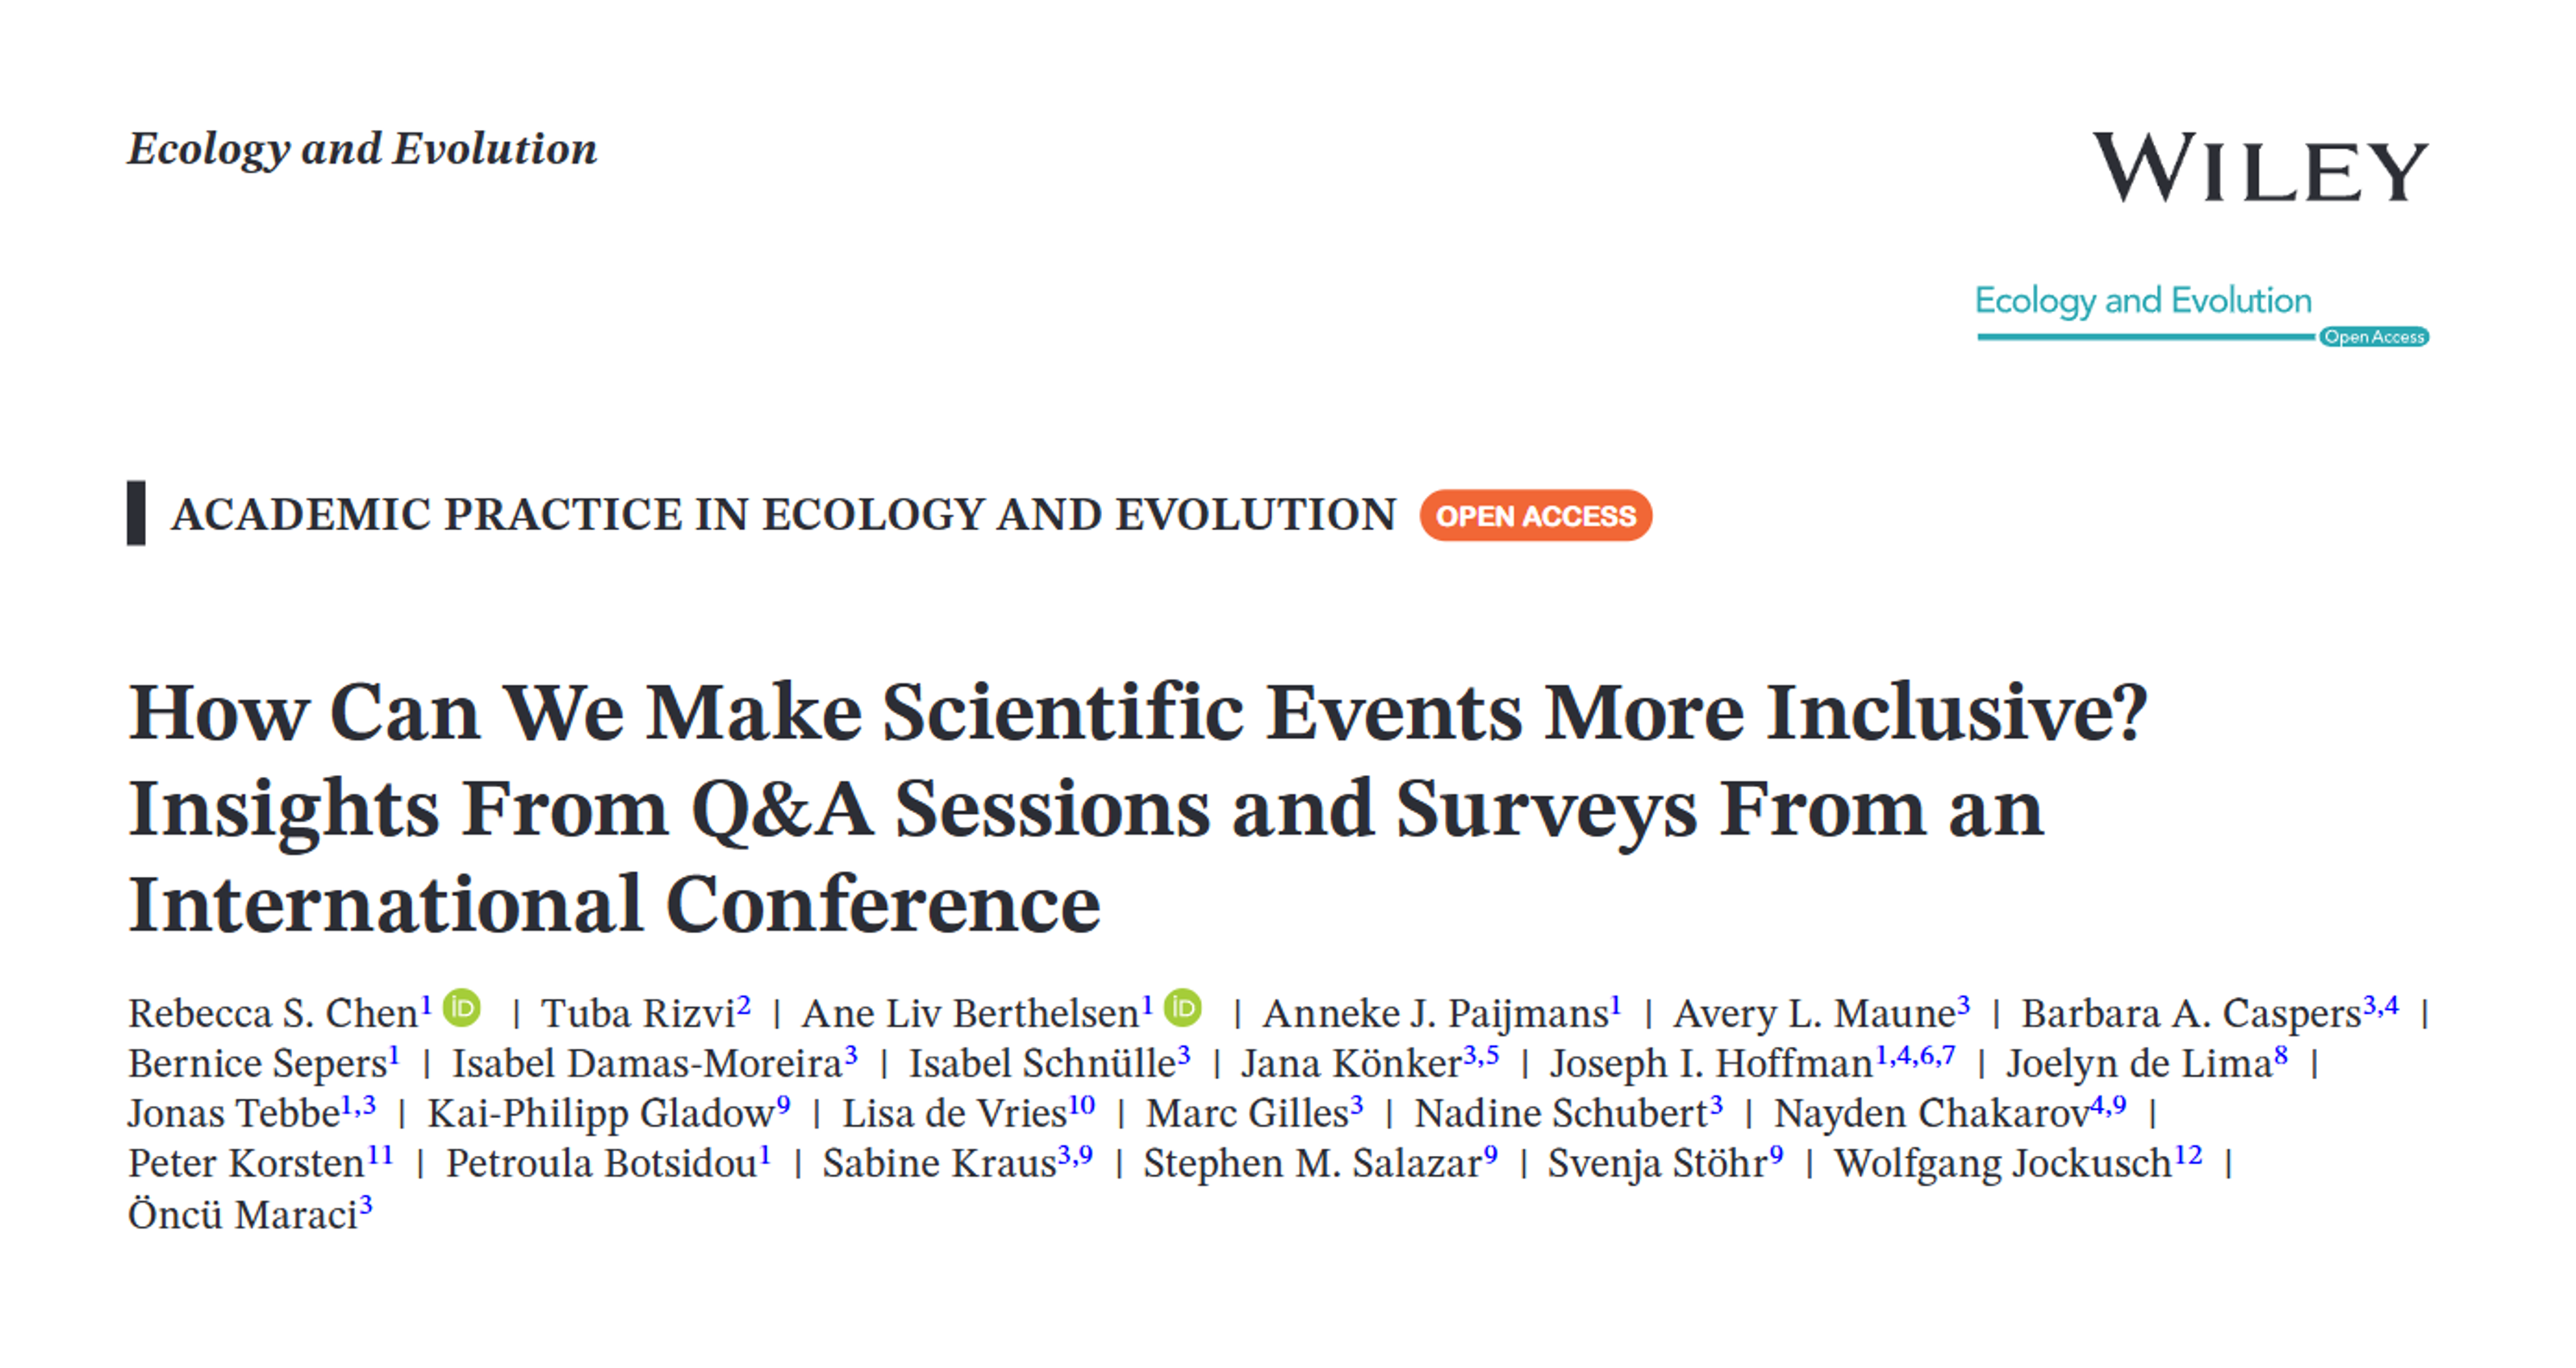 Ecology and Evolution
WILEY
Ecology and Evolution
Open Access
ACADEMIC PRACTICE IN ECOLOGY AND EVOLUTION OPEN ACCESS
How Can We Make Scientific Events More Inclusive?
Insights From Q&A Sessions and Surveys From an
International Conference
Rebecca S. Chen1 iD | Tuba Rizvi2 | Ane Liv Berthelsen1 iD | Anneke J. Paijmans1 | Avery L. Maune3 | Barbara A. Caspers3,4 |
Bernice Sepers1 | Isabel Damas-Moreira3 | Isabel Schnülle3 | Jana Könker3,5 | Joseph I. Hoffman1,4,6,7 | Joelyn de Lima8 |
Jonas Tebbe1,3 | Kai-Philipp Gladow9 | Lisa de Vries10 | Marc Gilles3 | Nadine Schubert3 | Nayden Chakarov4,9 |
Peter Korsten11 | Petroula Botsidou1 | Sabine Kraus3,9 | Stephen M. Salazar9 | Svenja Stöhr9 | Wolfgang Jockusch12 |
Öncü Maraci3